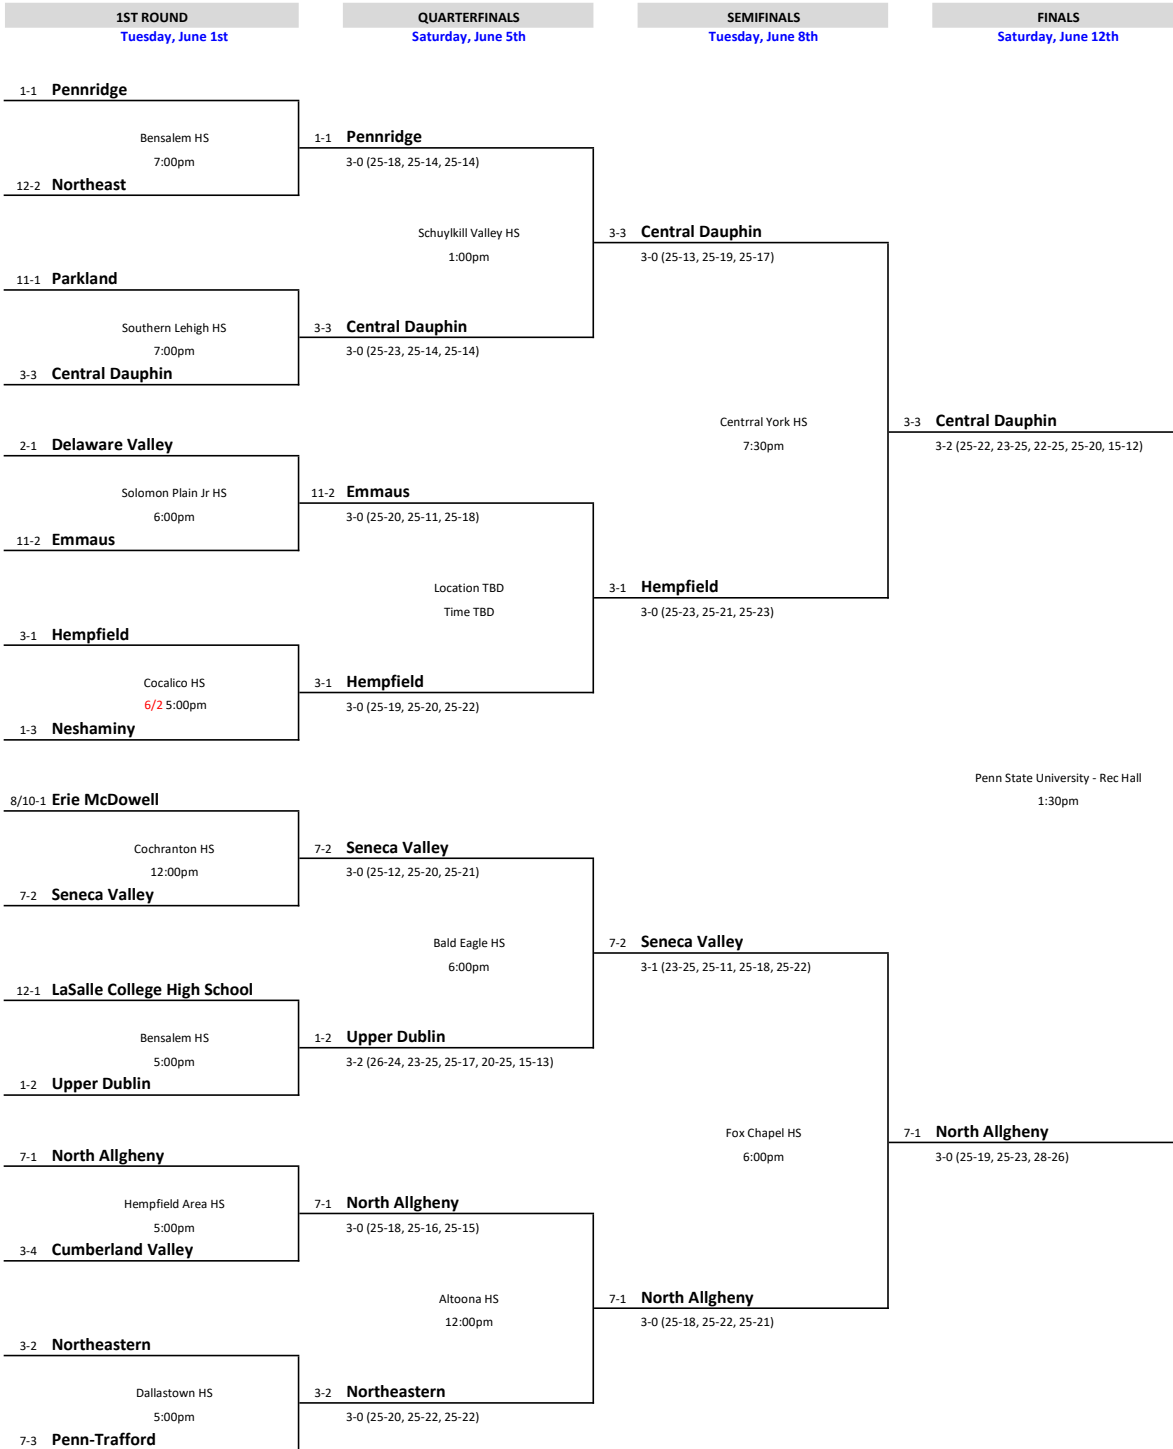 1ST ROUND
QUARTERFINALS
SEMIFINALS
FINALS
Tuesday, June 1st
Saturday, June 5th
Tuesday, June 8th
Saturday, June 12th
1-1 Pennridge
Bensalem HS
7:00pm
12-2 Northeast
11-1 Parkland
Southern Lehigh HS
7:00pm
3-3 Central Dauphin
2-1 Delaware Valley
Solomon Plain Jr HS
6:00pm
11-2 Emmaus
3-1 Hempfield
Cocalico HS
6/2 5:00pm
1-3 Neshaminy
8/10-1 Erie McDowell
Cochranton HS
12:00pm
7-2 Seneca Valley
12-1 LaSalle College High School
Bensalem HS
5:00pm
1-2 Upper Dublin
7-1 North Allgheny
Hempfield Area HS
5:00pm
3-4 Cumberland Valley
3-2 Northeastern
Dallastown HS
5:00pm
7-3 Penn-Trafford
1-1 Pennridge
3-0 (25-18, 25-14, 25-14)
Schuylkill Valley HS
1:00pm
3-3 Central Dauphin
3-0 (25-23, 25-14, 25-14)
11-2 Emmaus
3-0 (25-20, 25-11, 25-18)
Location TBD
Time TBD
3-1 Hempfield
3-0 (25-19, 25-20, 25-22)
7-2 Seneca Valley
3-0 (25-12, 25-20, 25-21)
Bald Eagle HS
6:00pm
1-2 Upper Dublin
3-2 (26-24, 23-25, 25-17, 20-25, 15-13)
7-1 North Allgheny
3-0 (25-18, 25-16, 25-15)
Altoona HS
12:00pm
3-2 Northeastern
3-0 (25-20, 25-22, 25-22)
3-3 Central Dauphin
3-0 (25-13, 25-19, 25-17)
Centrral York HS
7:30pm
3-1 Hempfield
3-0 (25-23, 25-21, 25-23)
7-2 Seneca Valley
3-1 (23-25, 25-11, 25-18, 25-22)
Fox Chapel HS
6:00pm
7-1 North Allgheny
3-0 (25-18, 25-22, 25-21)
3-3 Central Dauphin
3-2 (25-22, 23-25, 22-25, 25-20, 15-12)
Penn State University - Rec Hall
1:30pm
7-1 North Allgheny
3-0 (25-19, 25-23, 28-26)